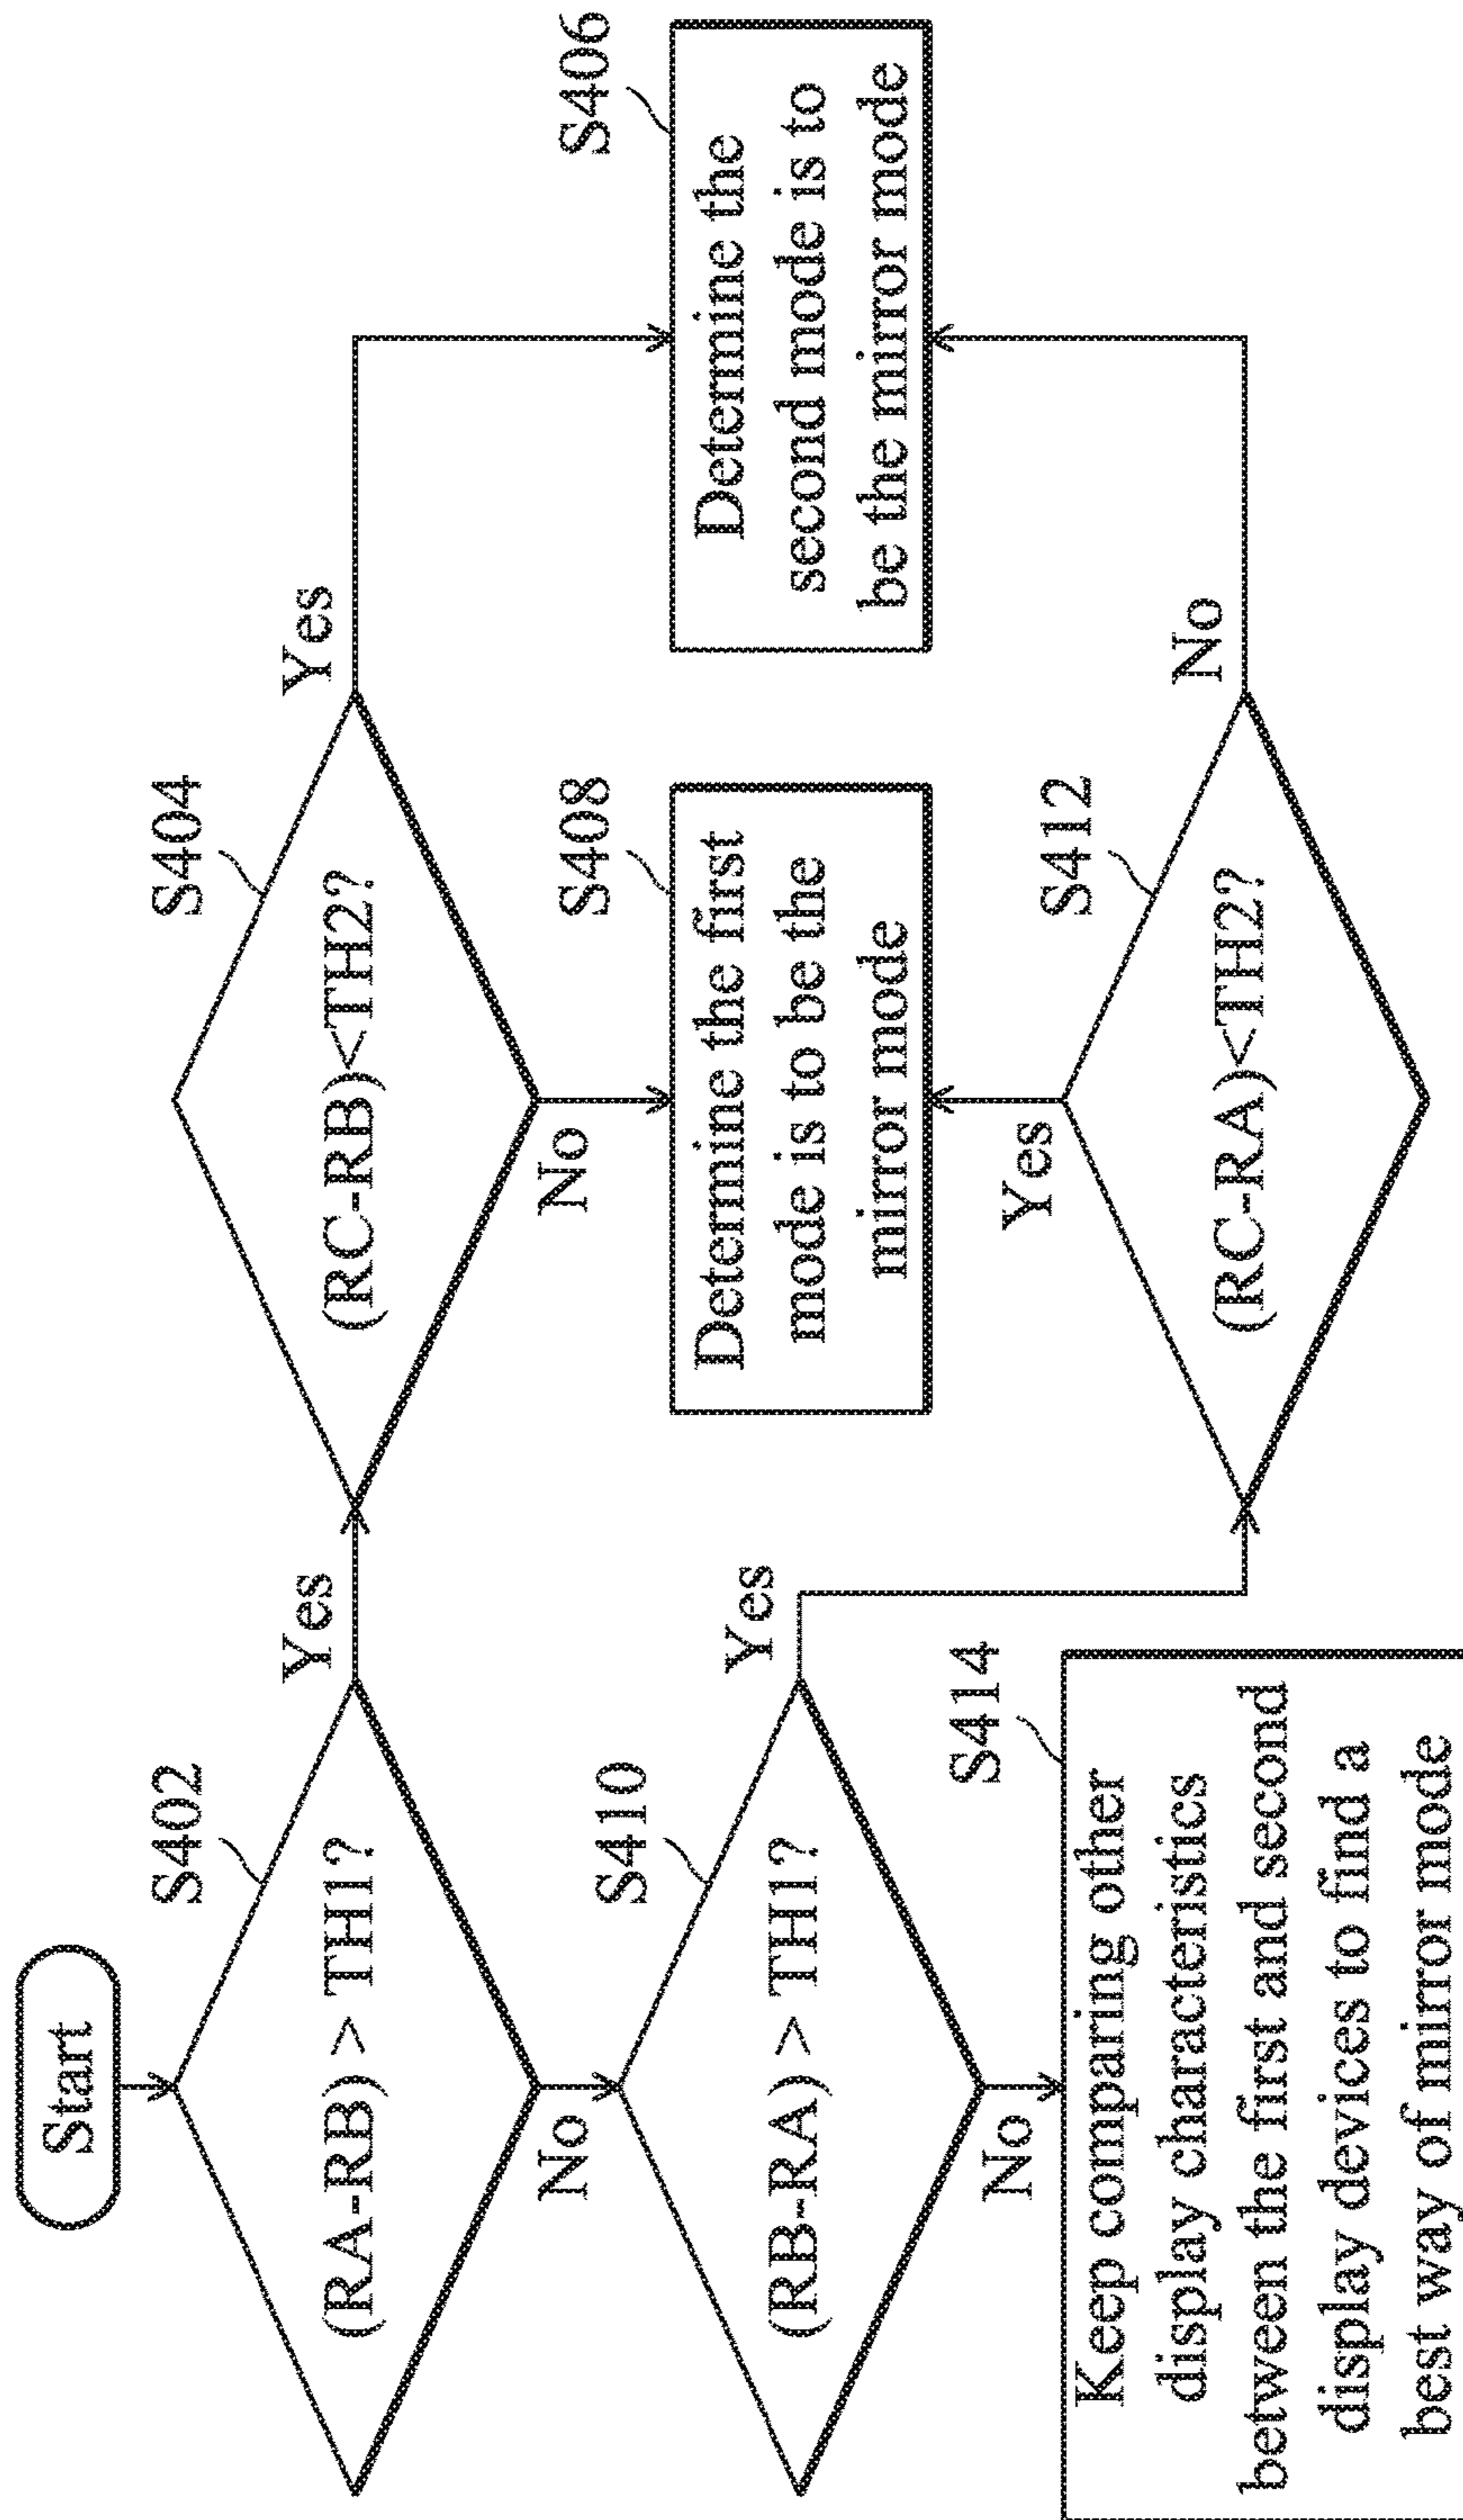 Start
S402
(RA-RB) > TH1?
Yes
No
S404
(RC-RB)<TH2?
Yes
No
S406
Determine the
second mode is to
be the mirror mode
S408
Determine the first
mode is to be the
mirror mode
S410
(RB-RA) > TH1?
Yes
No
S412
(RC-RA)<TH2?
Yes
No
S414
Keep comparing other
display characteristics
between the first and second
display devices to find a
best way of mirror mode